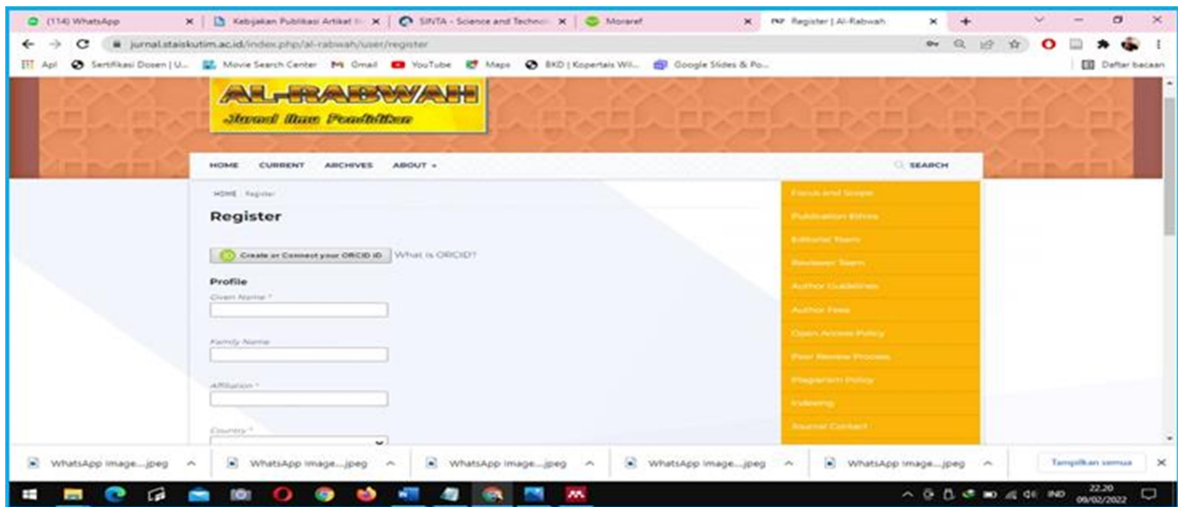 (114) WhatsApp
Kebijakan Publikasi Artikel
SINTA - Science and Technol
Moraref
Register | Al-Rabwah
jurnal.staiskutim.ac.id/index.php/al-rabwah/user/register
Apl
Sertifikasi Dosen | U...
Movie Search Center
Gmail
YouTube
Maps
BKD | Kopertais Wil...
Google Slides & Po...
Daftar bacaan
AL-RABWAH
Jurnal Ilmu Pendidikan
HOME CURRENT ARCHIVES ABOUT
SEARCH
HOME Register
Register
iD Create or Connect your ORCID iD What is ORCID?
Profile
Given Name *
Family Name
Affiliation *
Country *
Focus and Scope
Publication Ethics
Editorial Team
Reviewer Team
Author Guidelines
Author Fees
Open Access Policy
Peer Review Process
Plagiarism Policy
Indexing
Journal Contact
WhatsApp Image....jpeg
WhatsApp Image....jpeg
WhatsApp Image....jpeg
WhatsApp Image....jpeg
WhatsApp Image....jpeg
Tampilkan semua
IND
22.20
09/02/2022